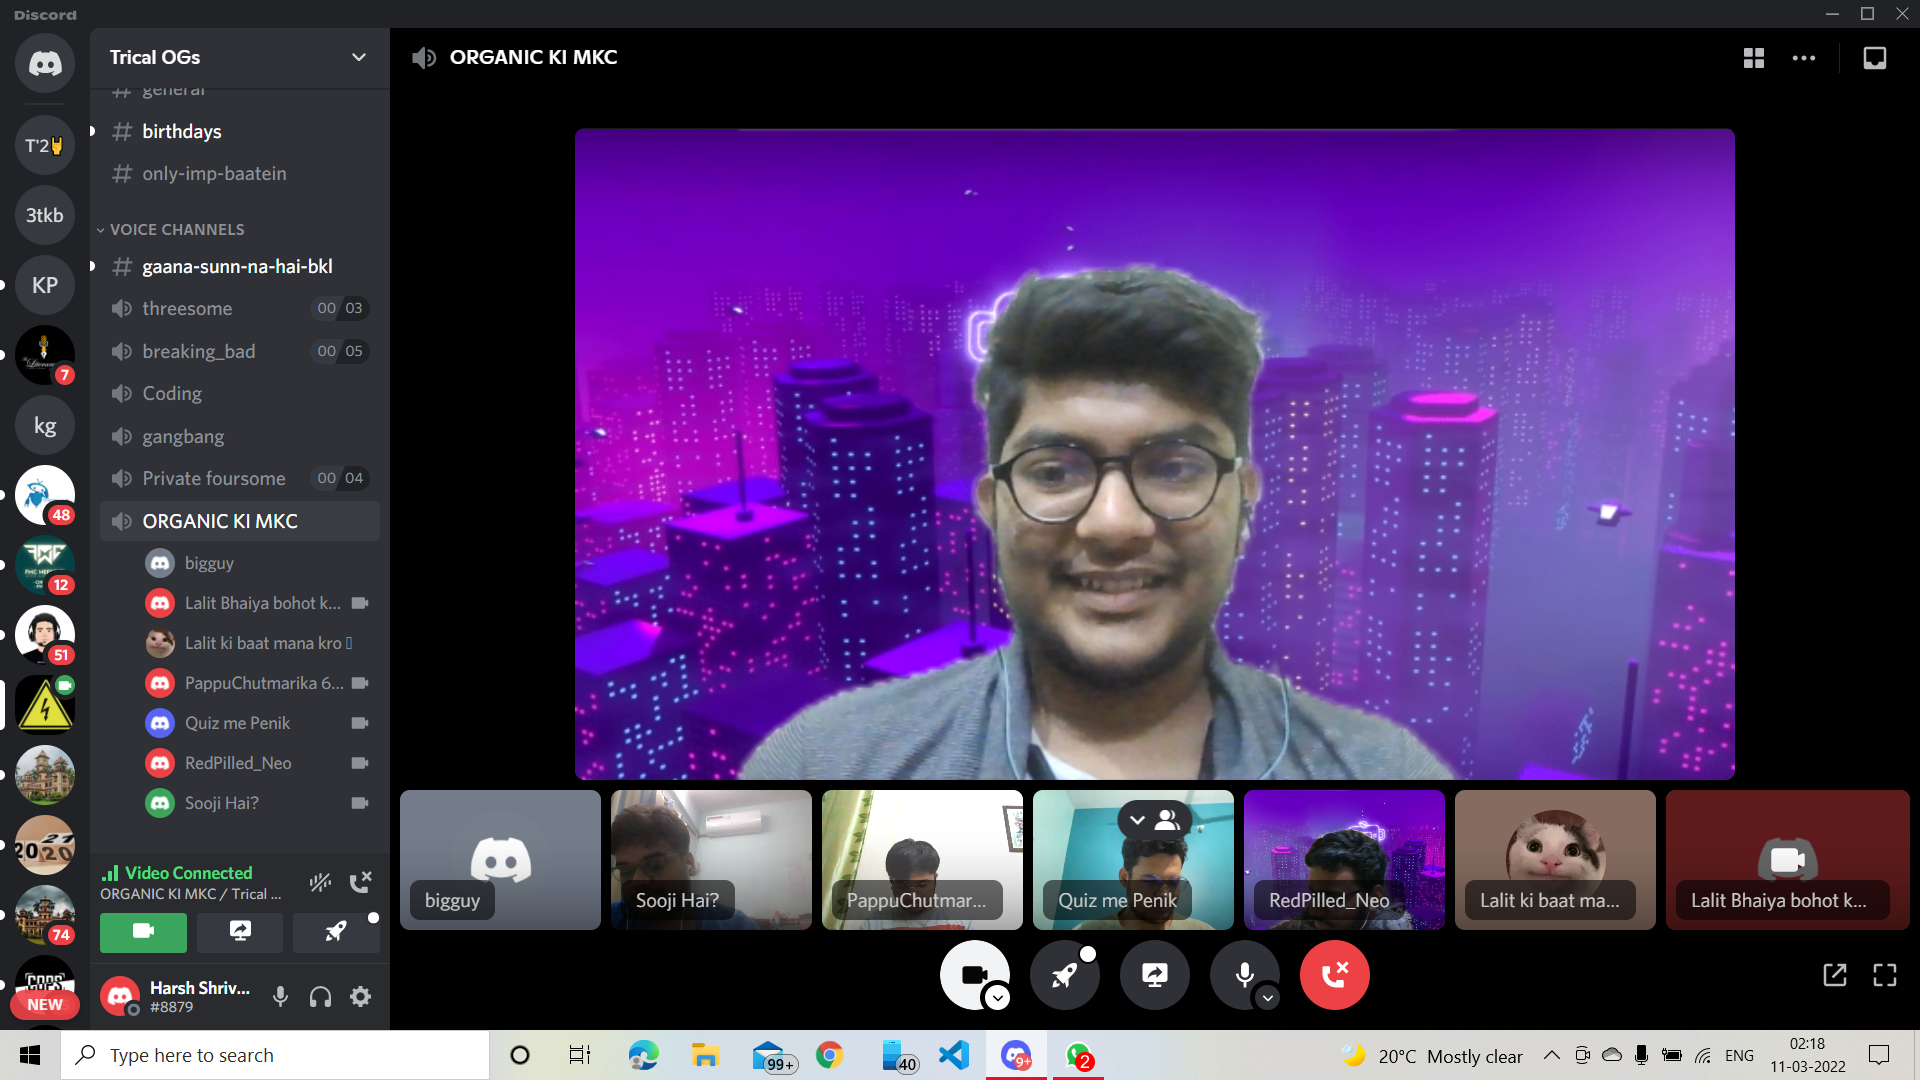 Discord
Trical OGs
general
birthdays
only-imp-baatein
VOICE CHANNELS
gaana-sunn-na-hai-bkl
threesome 00 03
breaking_bad 00 05
Coding
gangbang
Private foursome 00 04
ORGANIC KI MKC
bigguy
Lalit Bhaiya bohot k...
Lalit ki baat mana kro
PappuChutmarika 6...
Quiz me Penik
RedPilled_Neo
Sooji Hai?
Video Connected
ORGANIC KI MKC / Trical ...
Harsh Shriv...
#8879
T'2🤘
3tkb
KP
7
kg
48
12
51
2020
74
COPS
NEW
ORGANIC KI MKC
bigguy
Sooji Hai?
PappuChutmar...
Quiz me Penik
RedPilled_Neo
Lalit ki baat ma...
Lalit Bhaiya bohot k...
Type here to search
99+
40
9+
2
20°C Mostly clear
ENG
02:18
11-03-2022